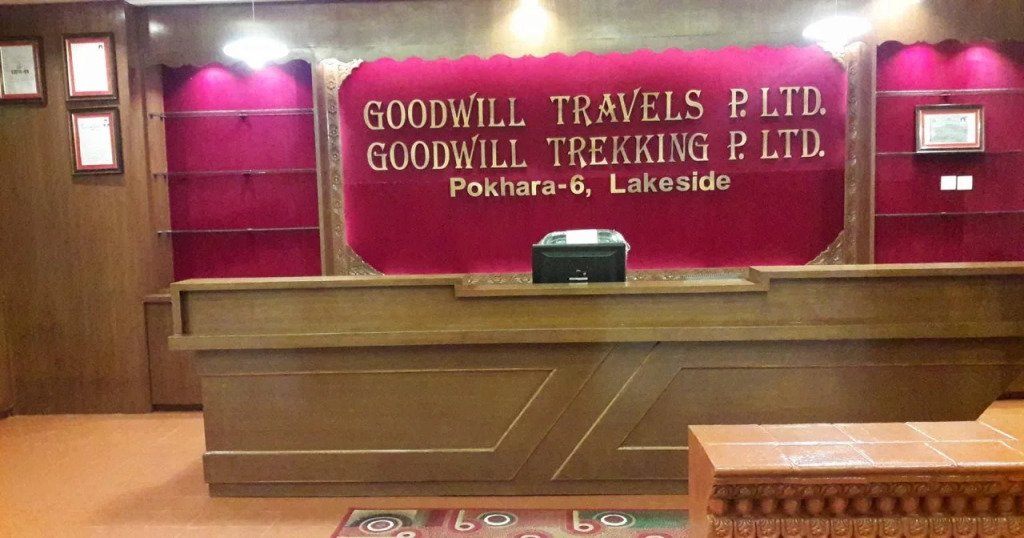 GOODWILL TRAVELS P. LTD.
GOODWILL TREKKING P. LTD.
Pokhara-6, Lakeside